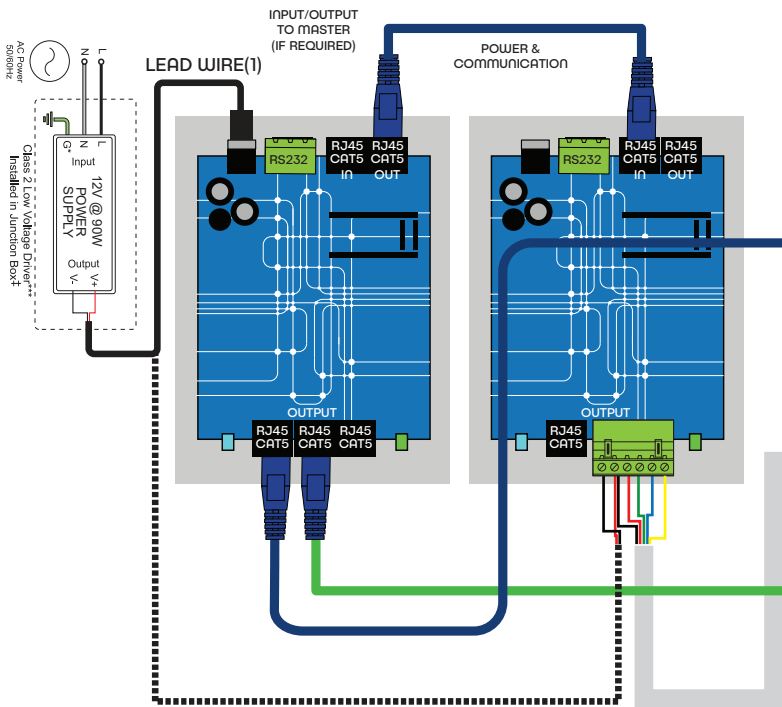 INPUT/OUTPUT
TO MASTER
(IF REQUIRED)
POWER &
COMMUNICATION
LEAD WIRE(1)
AC Power
50/60Hz
N
L
G*
N
L
Input
12V @ 90W
POWER
SUPPLY
Output
V-
V+
Class 2 Low Voltage Driver***
Installed in Junction Box‡
RS232
RJ45
CAT5
IN
RJ45
CAT5
OUT
RS232
RJ45
CAT5
IN
RJ45
CAT5
OUT
OUTPUT
RJ45
CAT5
RJ45
CAT5
RJ45
CAT5
OUTPUT
RJ45
CAT5